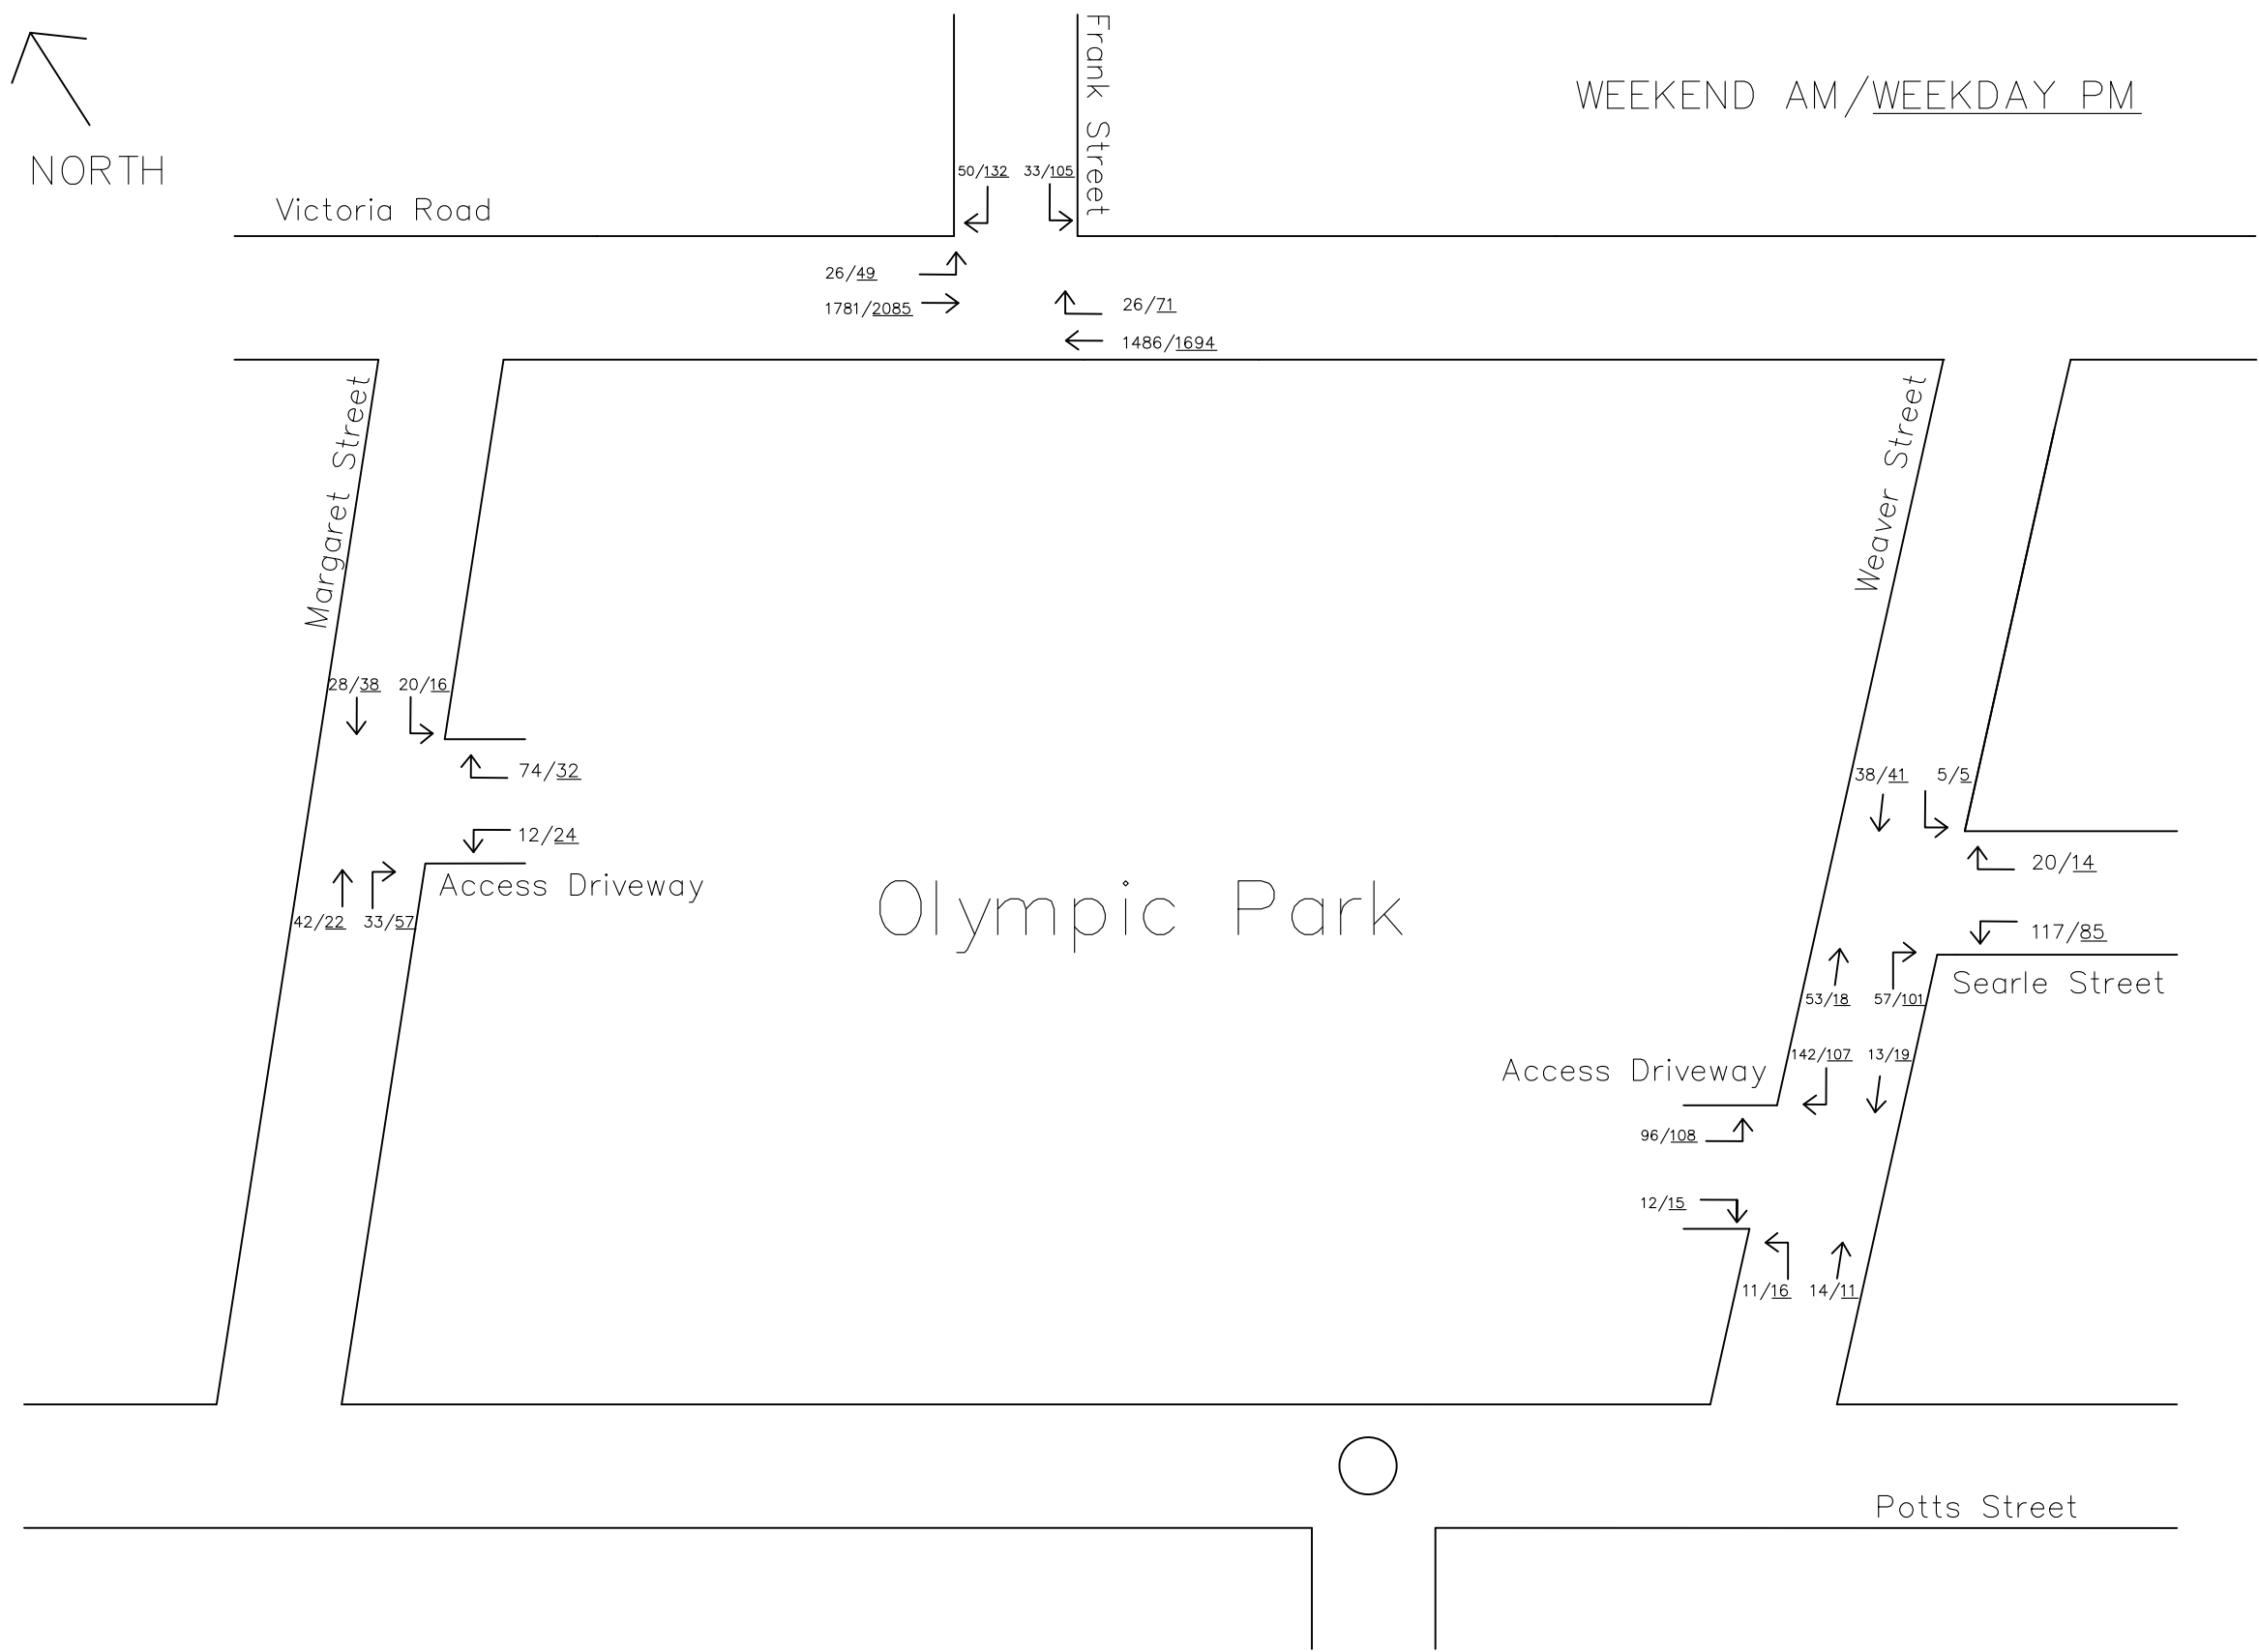 Frank Street
WEEKEND AM/WEEKDAY PM
NORTH
50/132 33/105
Victoria Road
26/49
1781/2085
26/71
1486/1694
Margaret Street
Weaver Street
28/38 20/16
74/32
12/24
Access Driveway
42/22 33/57
Olympic Park
38/41 5/5
20/14
117/85
Searle Street
53/18 57/101
142/107 13/19
Access Driveway
96/108
12/15
11/16 14/11
Potts Street